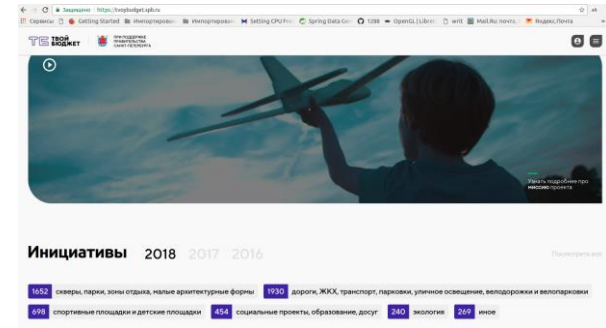 Защищено https://tvoybudget.spb.ru
Сервисы Getting Started Импортирован Импортирован Setting CPU Fre Spring Data Ge 1298 OpenGL (Libre writ Mail.Ru: почта, Яндекс.Почта
ТБ ТВОЙ БЮДЖЕТ
ПРИ ПОДДЕРЖКЕ
ПРАВИТЕЛЬСТВА
САНКТ-ПЕТЕРБУРГА
Узнать подробнее про
миссию проекта
Инициативы 2018 2017 2016 Посмотреть все
1652 скверы, парки, зоны отдыха, малые архитектурные формы 1930 дороги, ЖКХ, транспорт, парковки, уличное освещение, велодорожки и велопарковки
698 спортивные площадки и детские площадки 454 социальные проекты, образование, досуг 240 экология 269 иное